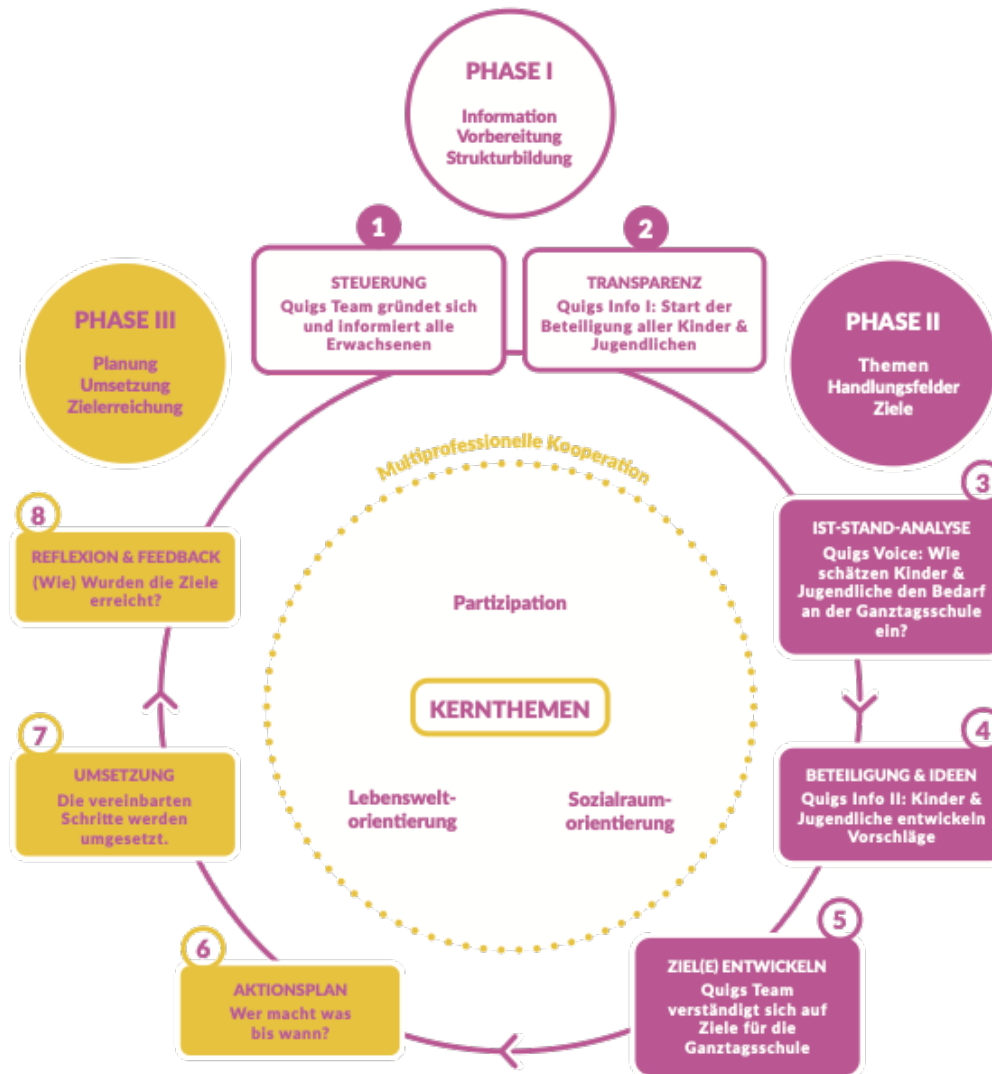 PHASE I
Information
Vorbereitung
Strukturbildung
1
STEUERUNG
Quigs Team gründet sich
und informiert alle
Erwachsenen
2
TRANSPARENZ
Quigs Info I: Start der
Beteiligung aller Kinder &
Jugendlichen
PHASE II
Themen
Handlungsfelder
Ziele
3
IST-STAND-ANALYSE
Quigs Voice: Wie
schätzen Kinder &
Jugendliche den Bedarf
an der Ganztagsschule
ein?
4
BETEILIGUNG & IDEEN
Quigs Info II: Kinder &
Jugendliche entwickeln
Vorschläge
5
ZIEL(E) ENTWICKELN
Quigs Team
verständigt sich auf
Ziele für die
Ganztagsschule
PHASE III
Planung
Umsetzung
Zielerreichung
6
AKTIONSPLAN
Wer macht was
bis wann?
7
UMSETZUNG
Die vereinbarten
Schritte werden
umgesetzt.
8
REFLEXION & FEEDBACK
(Wie) Wurden die Ziele
erreicht?
Multiprofessionelle Kooperation
Partizipation
KERNTHEMEN
Lebenswelt-
orientierung
Sozialraum-
orientierung